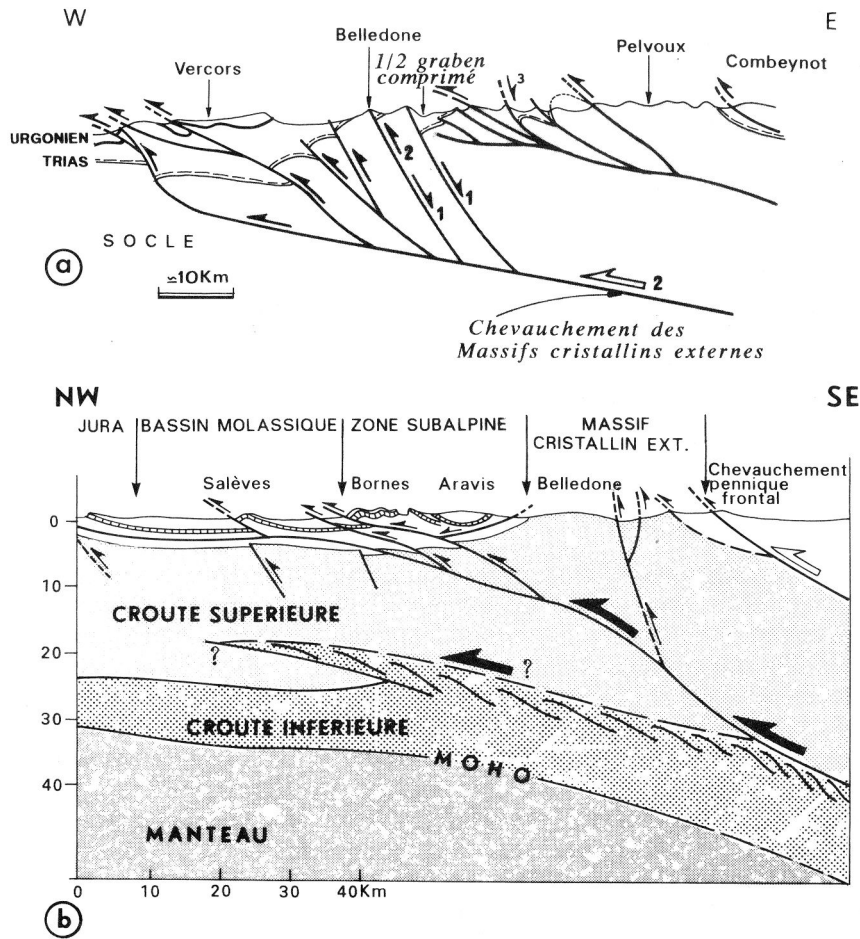 W
E
Belledone
1/2 graben
comprimé
Pelvoux
Vercors
Combeynot
3
URGONIEN
TRIAS
2
1
1
SOCLE
a
≃10Km
2
Chevauchement des
Massifs cristallins externes
NW
SE
JURA
BASSIN MOLASSIQUE
ZONE SUBALPINE
MASSIF
CRISTALLIN EXT.
Chevauchement
pennique
frontal
Salèves
Bornes
Aravis
Belledone
0
10
CROUTE SUPERIEURE
20
?
?
30
CROUTE INFERIEURE
MOHO
40
MANTEAU
0
10
20
30
40Km
b